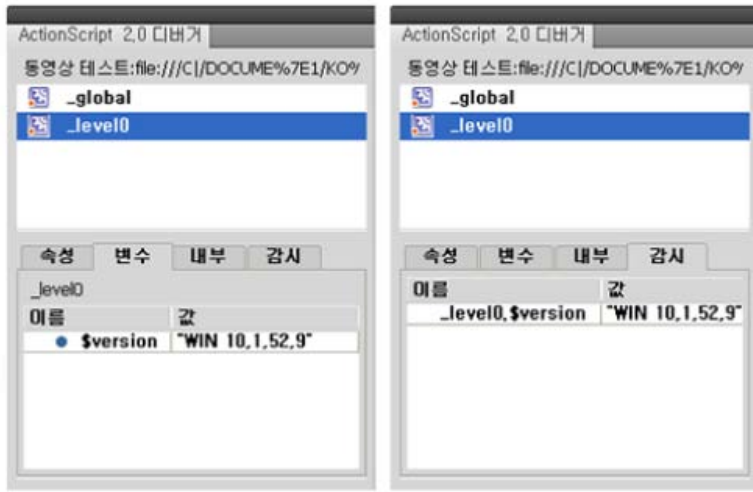 ActionScript 2,0 디버거
동영상 테스트:file:///C|/DOCUME%7E1/KO%
_global
_level0
속성 변수 내부 감시
_level0
이름 값
$version "WIN 10,1,52,9"
ActionScript 2,0 디버거
동영상 테스트:file:///C|/DOCUME%7E1/KO%
_global
_level0
속성 변수 내부 감시
이름 값
_level0,$version "WIN 10,1,52,9"